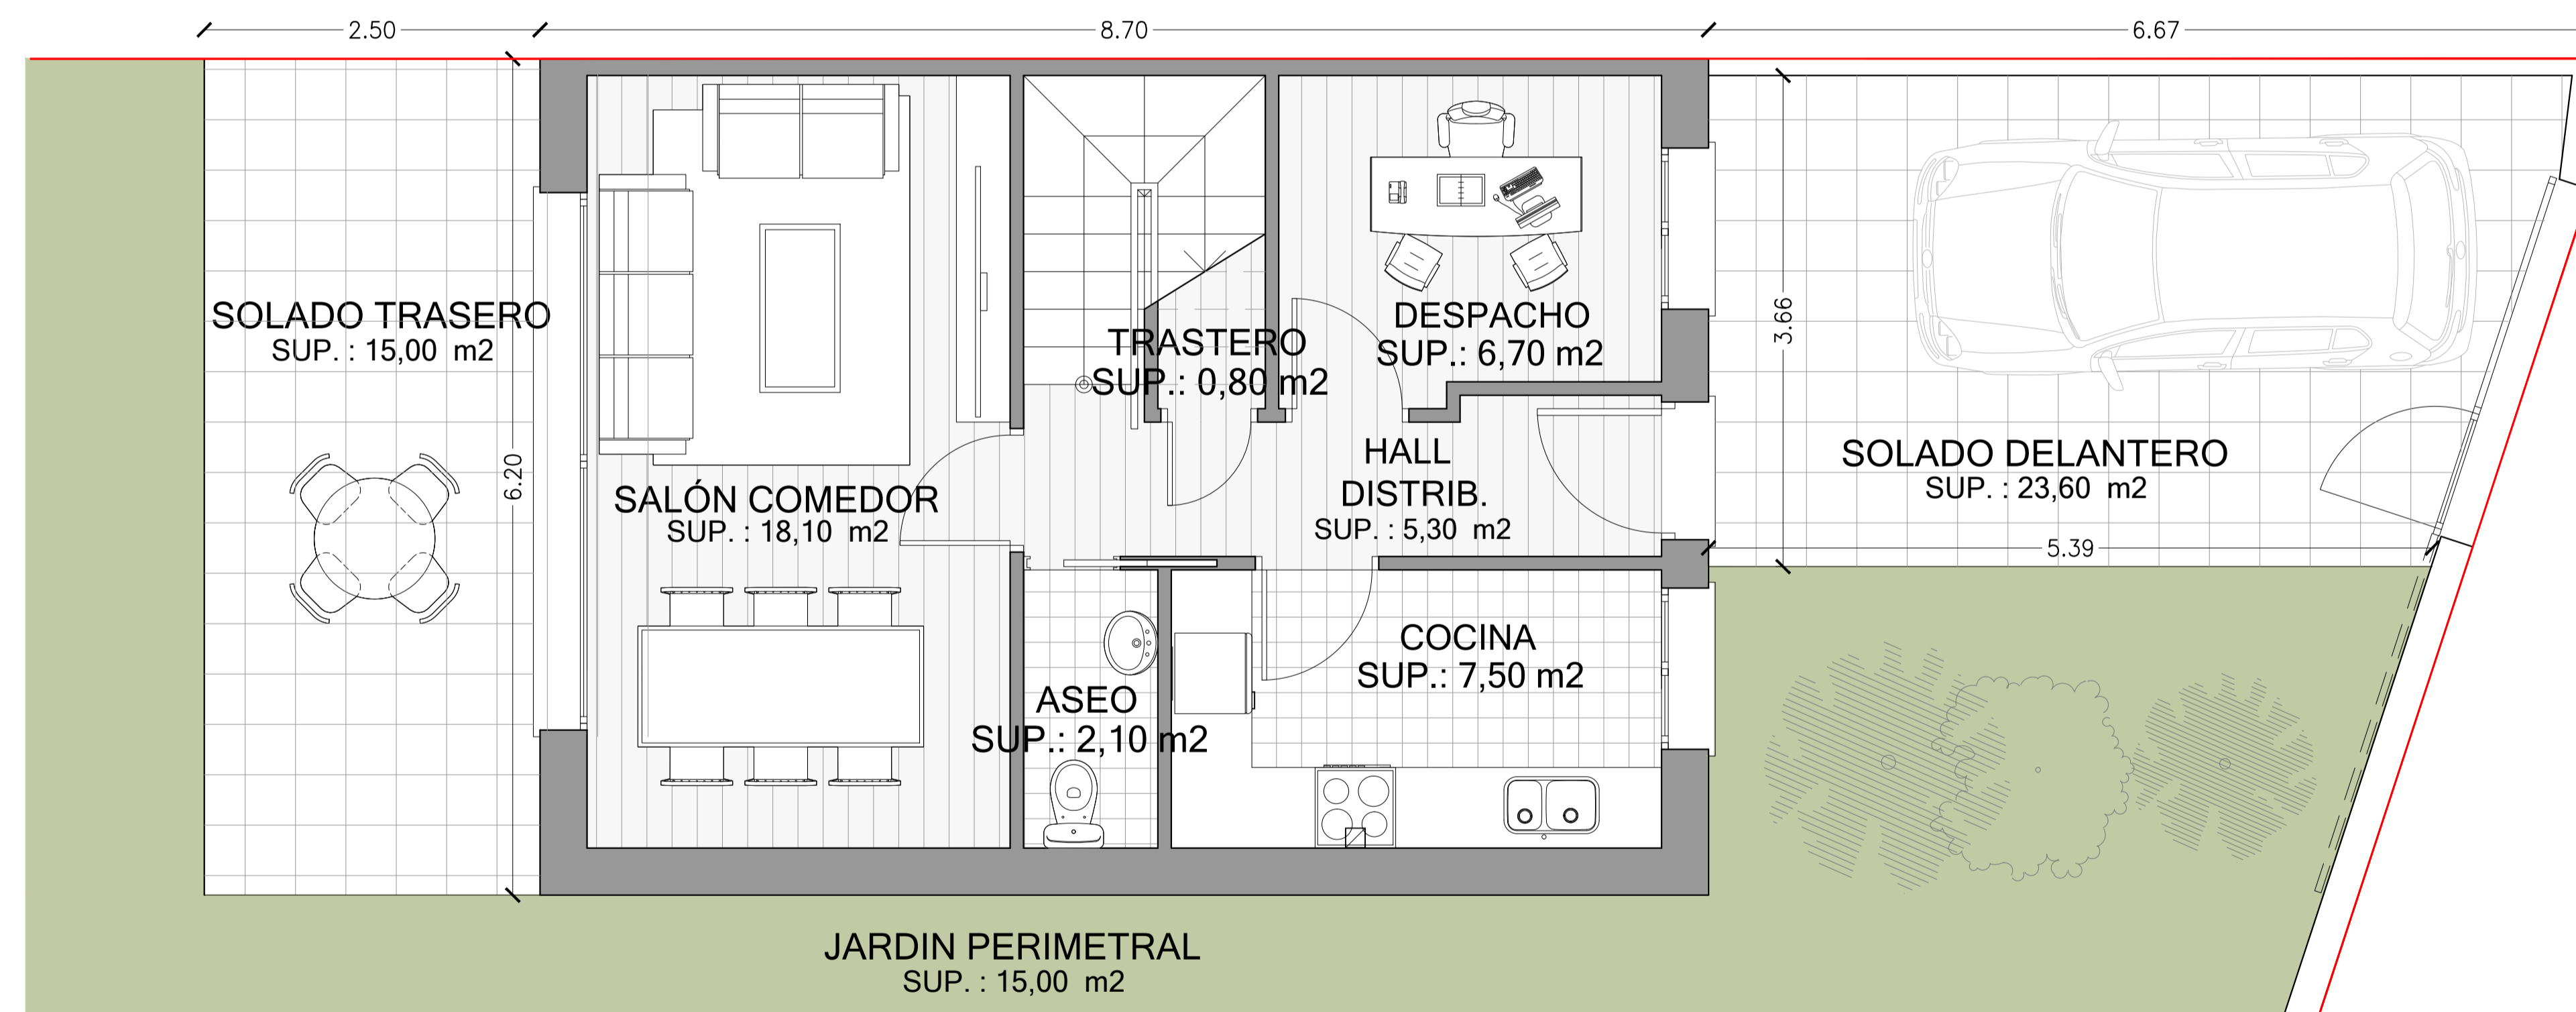 2.50
8.70
6.67
SOLADO TRASERO
SUP. : 15,00 m2
6.20
SALÓN COMEDOR
SUP. : 18,10 m2
TRASTERO
SUP.: 0,80 m2
DESPACHO
SUP.: 6,70 m2
3.66
HALL
DISTRIB.
SUP. : 5,30 m2
SOLADO DELANTERO
SUP. : 23,60 m2
5.39
COCINA
SUP.: 7,50 m2
ASEO
SUP.: 2,10 m2
JARDIN PERIMETRAL
SUP. : 15,00 m2